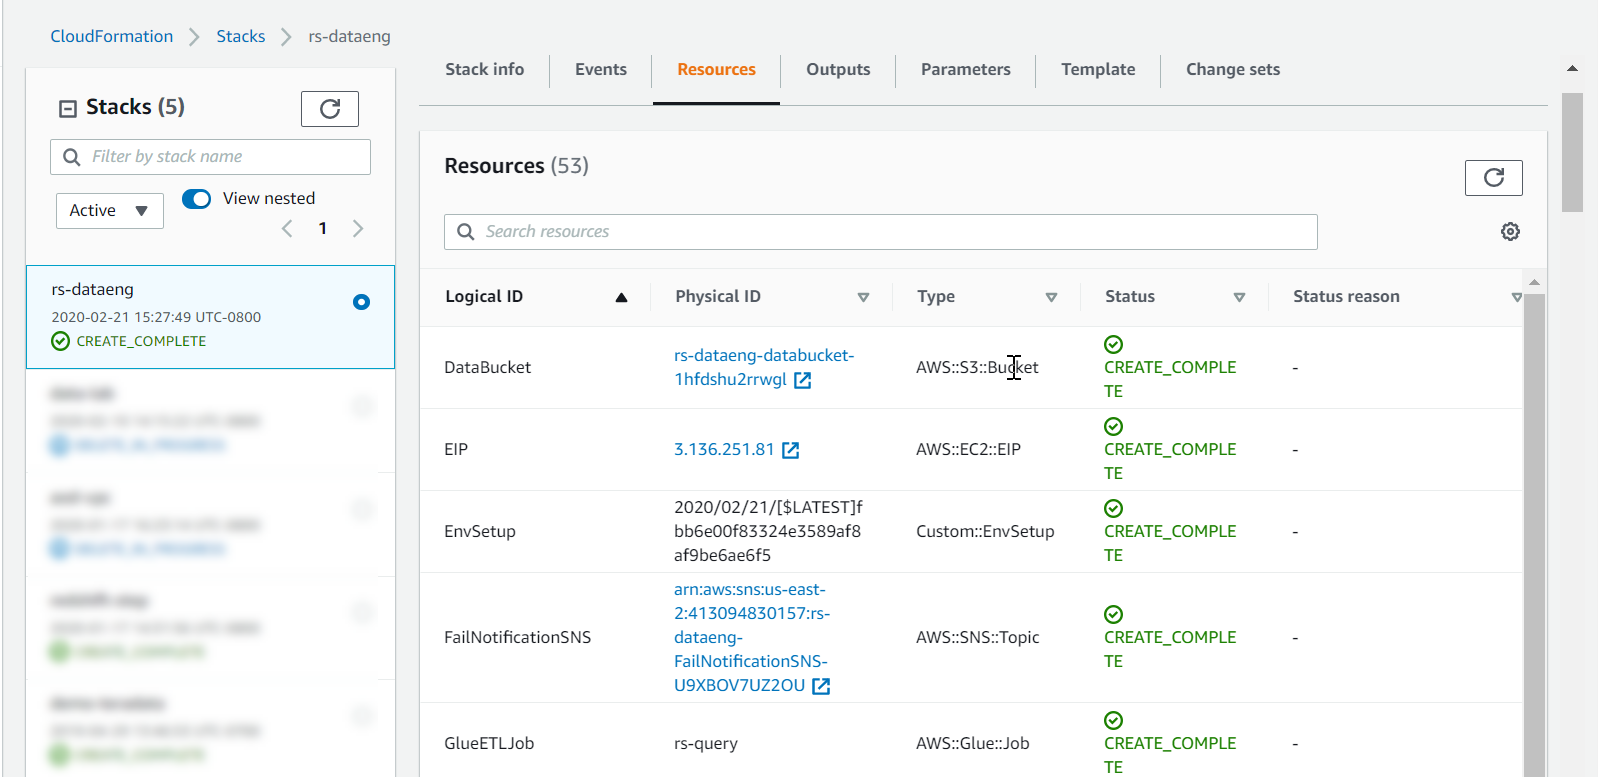 CloudFormation > Stacks > rs-dataeng
Stacks (5)
Filter by stack name
Active
View nested
1
rs-dataeng
2020-02-21 15:27:49 UTC-0800
CREATE_COMPLETE
Stack info Events Resources Outputs Parameters Template Change sets
Resources (53)
Search resources
Logical ID Physical ID Type Status Status reason
DataBucket
rs-dataeng-databucket-
1hfdshu2rrwgl
AWS::S3::Bucket
CREATE_COMPLE
TE
-
EIP
3.136.251.81
AWS::EC2::EIP
CREATE_COMPLE
TE
-
EnvSetup
2020/02/21/[$LATEST]f
bb6e00f83324e3589af8
af9be6ae6f5
Custom::EnvSetup
CREATE_COMPLE
TE
-
FailNotificationSNS
arn:aws:sns:us-east-
2:413094830157:rs-
dataeng-
FailNotificationSNS-
U9XBOV7UZ2OU
AWS::SNS::Topic
CREATE_COMPLE
TE
-
GlueETLJob
rs-query
AWS::Glue::Job
CREATE_COMPLE
TE
-